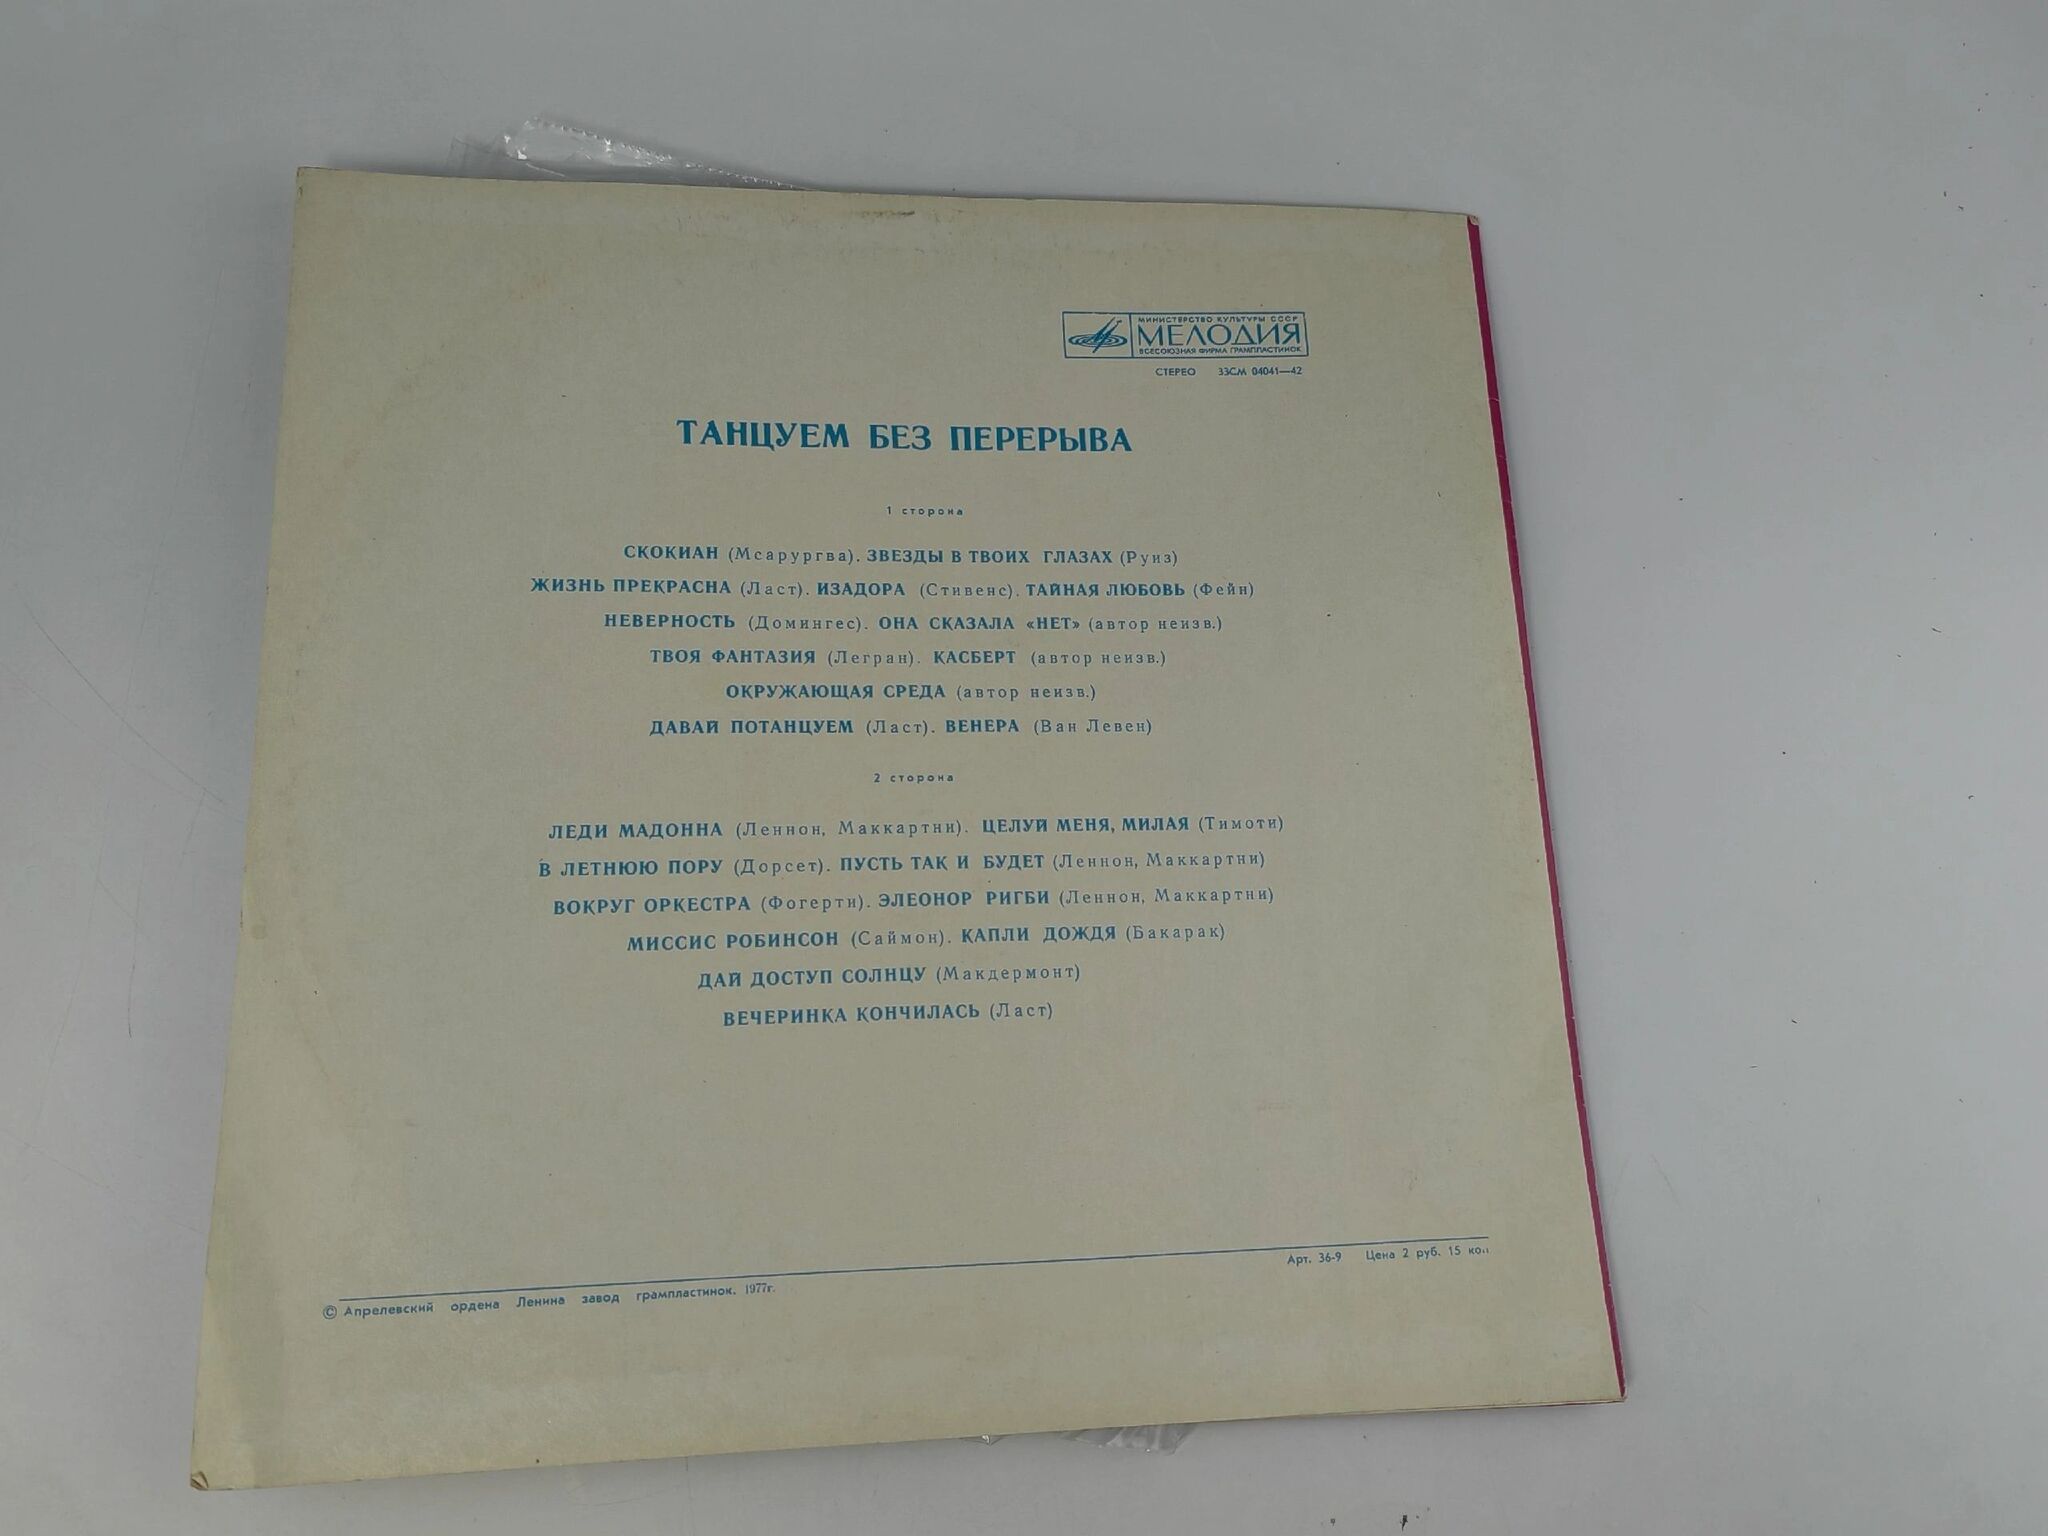 МИНИСТЕРСТВО КУЛЬТУРЫ СССР
МЕЛОДИЯ
ВСЕСОЮЗНАЯ ФИРМА ГРАМПЛАСТИНОК
СТЕРЕО 33СМ 04041—42
ТАНЦУЕМ БЕЗ ПЕРЕРЫВА
1 сторона
СКОКИАН (Мсарургва). ЗВЕЗДЫ В ТВОИХ ГЛАЗАХ (Руиз)
ЖИЗНЬ ПРЕКРАСНА (Ласт). ИЗАДОРА (Стивенс). ТАЙНАЯ ЛЮБОВЬ (Фейн)
НЕВЕРНОСТЬ (Домингес). ОНА СКАЗАЛА «НЕТ» (автор неизв.)
ТВОЯ ФАНТАЗИЯ (Легран). КАСБЕРТ (автор неизв.)
ОКРУЖАЮЩАЯ СРЕДА (автор неизв.)
ДАВАЙ ПОТАНЦУЕМ (Ласт). ВЕНЕРА (Ван Левен)
2 сторона
ЛЕДИ МАДОННА (Леннон, Маккартни). ЦЕЛУЙ МЕНЯ, МИЛАЯ (Тимоти)
В ЛЕТНЮЮ ПОРУ (Дорсет). ПУСТЬ ТАК И БУДЕТ (Леннон, Маккартни)
ВОКРУГ ОРКЕСТРА (Фогерти). ЭЛЕОНОР РИГБИ (Леннон, Маккартни)
МИССИС РОБИНСОН (Саймон). КАПЛИ ДОЖДЯ (Бакарак)
ДАЙ ДОСТУП СОЛНЦУ (Макдермонт)
ВЕЧЕРИНКА КОНЧИЛАСЬ (Ласт)
Арт. 36-9 Цена 2 руб. 15 коп.
© Апрелевский ордена Ленина завод грампластинок. 1977г.